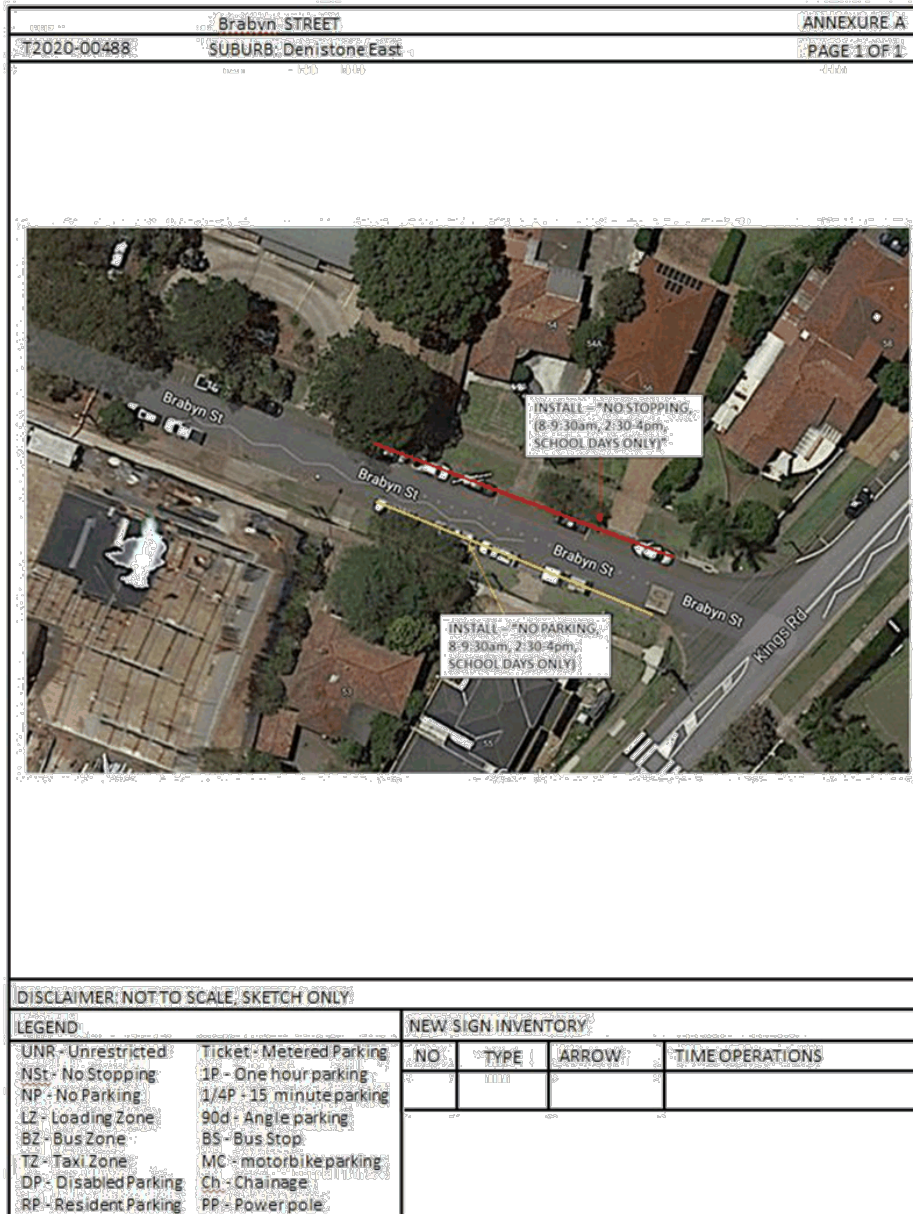 Brabyn STREET
ANNEXURE A
T2020-00488
SUBURB: Denistone East
PAGE 1 OF 1
54
54A
56
58
Brabyn St
INSTALL – "NO STOPPING,
(8-9:30am, 2:30-4pm,
SCHOOL DAYS ONLY)"
Brabyn St
Brabyn St
Brabyn St
Kings Rd
INSTALL – "NO PARKING,
8-9:30am, 2:30-4pm,
SCHOOL DAYS ONLY)
53
55
DISCLAIMER: NOT TO SCALE, SKETCH ONLY
LEGEND
UNR - Unrestricted
NSt - No Stopping
NP - No Parking
LZ - Loading Zone
BZ - Bus Zone
TZ - Taxi Zone
DP - Disabled Parking
RP - Resident Parking
Ticket - Metered Parking
1P - One hour parking
1/4P - 15 minute parking
90d - Angle parking
BS - Bus Stop
MC - motorbike parking
Ch - Chainage
PP - Power pole
NEW SIGN INVENTORY
NO TYPE ARROW TIME OPERATIONS